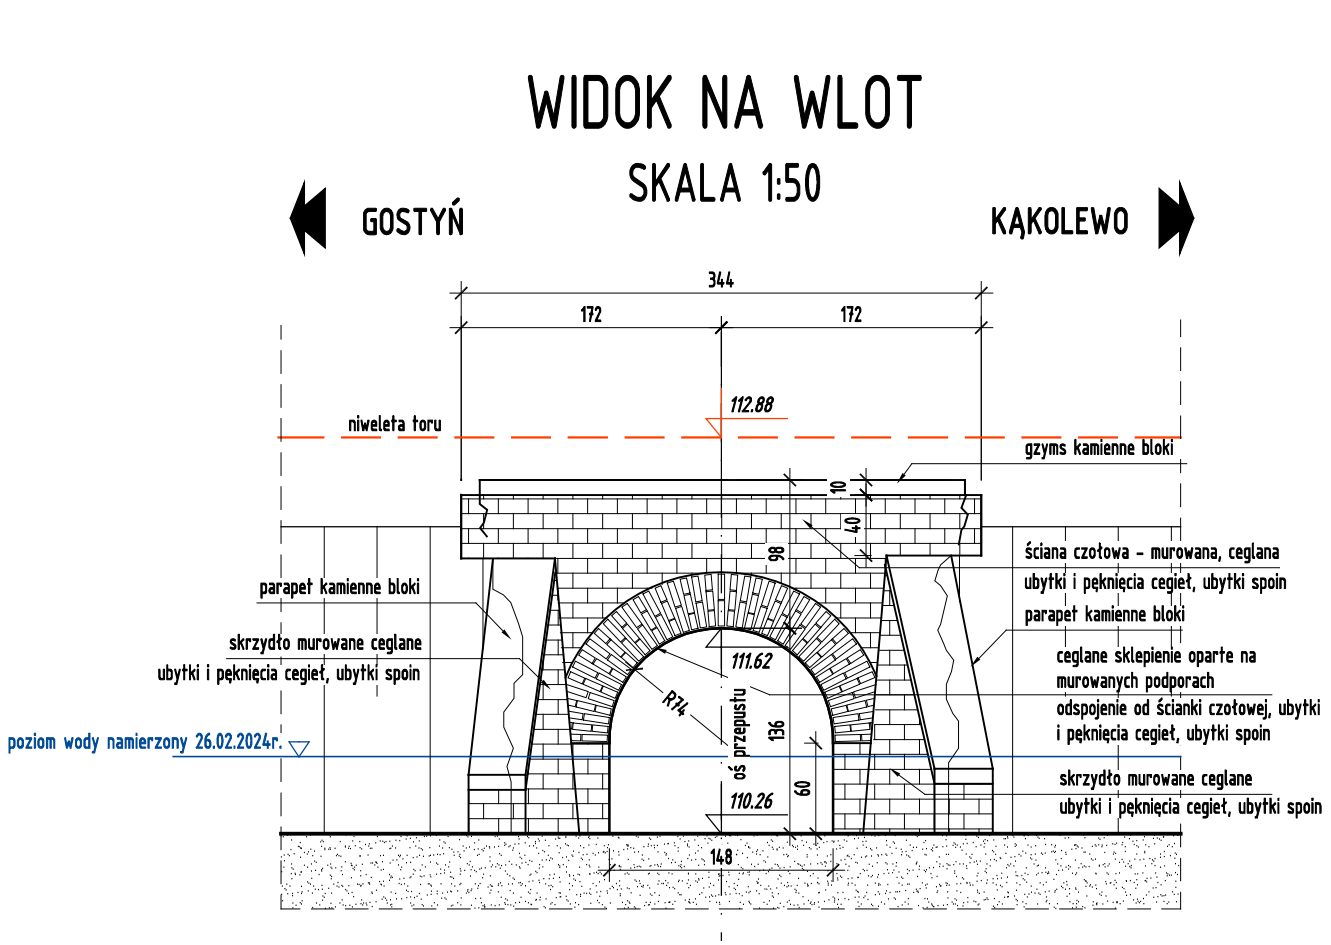 WIDOK NA WLOT
SKALA 1:50
GOSTYŃ
KĄKOLEWO
344
172
172
112.88
niweleta toru
gzyms kamienne bloki
10
40
98
ściana czołowa - murowana, ceglana
ubytki i pęknięcia cegieł, ubytki spoin
parapet kamienne bloki
parapet kamienne bloki
skrzydło murowane ceglane
ubytki i pęknięcia cegieł, ubytki spoin
111.62
ceglane sklepienie oparte na
murowanych podporach
odspojenie od ścianki czołowej, ubytki
i pęknięcia cegieł, ubytki spoin
R74
oś przepustu
136
poziom wody namierzony 26.02.2024r.
60
110.26
skrzydło murowane ceglane
ubytki i pęknięcia cegieł, ubytki spoin
148